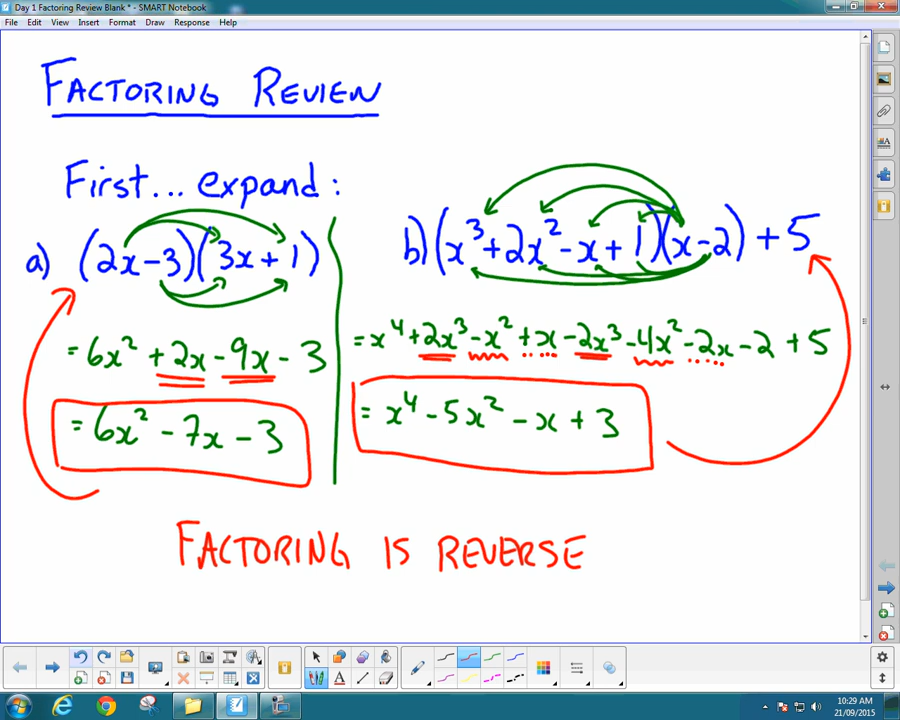 Day 1 Factoring Review Blank * - SMART Notebook
File Edit View Insert Format Draw Response Help
FACTORING REVIEW
First... expand:
a) (2x-3)(3x+1)
= 6x² +2x -9x -3
= 6x² -7x -3
b) (x³+2x²-x+1)(x-2)+5
= x⁴ +2x³ -x² +x -2x³ -4x² -2x -2 +5
= x⁴ -5x² -x +3
FACTORING IS REVERSE
10:29 AM
21/09/2015